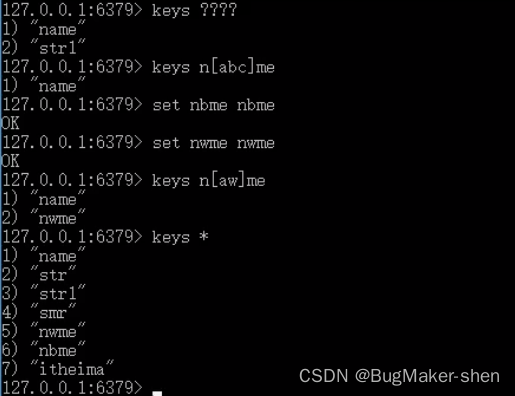 127.0.0.1:6379> keys ????
1) "name"
2) "str1"
127.0.0.1:6379> keys n[abc]me
1) "name"
127.0.0.1:6379> set nbme nbme
OK
127.0.0.1:6379> set nwme nwme
OK
127.0.0.1:6379> keys n[aw]me
1) "name"
2) "nwme"
127.0.0.1:6379> keys *
1) "name"
2) "str"
3) "str1"
4) "smr"
5) "nwme"
6) "nbme"
7) "itheima"
127.0.0.1:6379>
CSDN @BugMaker-shen